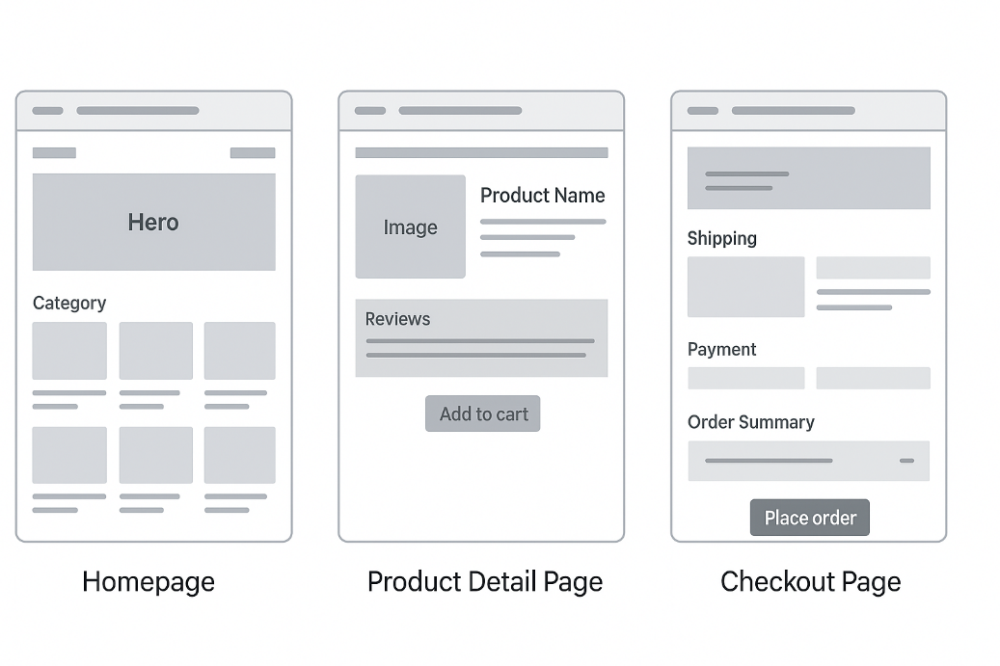 Hero
Category
Homepage
Product Name
Image
Reviews
Add to cart
Product Detail Page
Shipping
Payment
Order Summary
Place order
Checkout Page